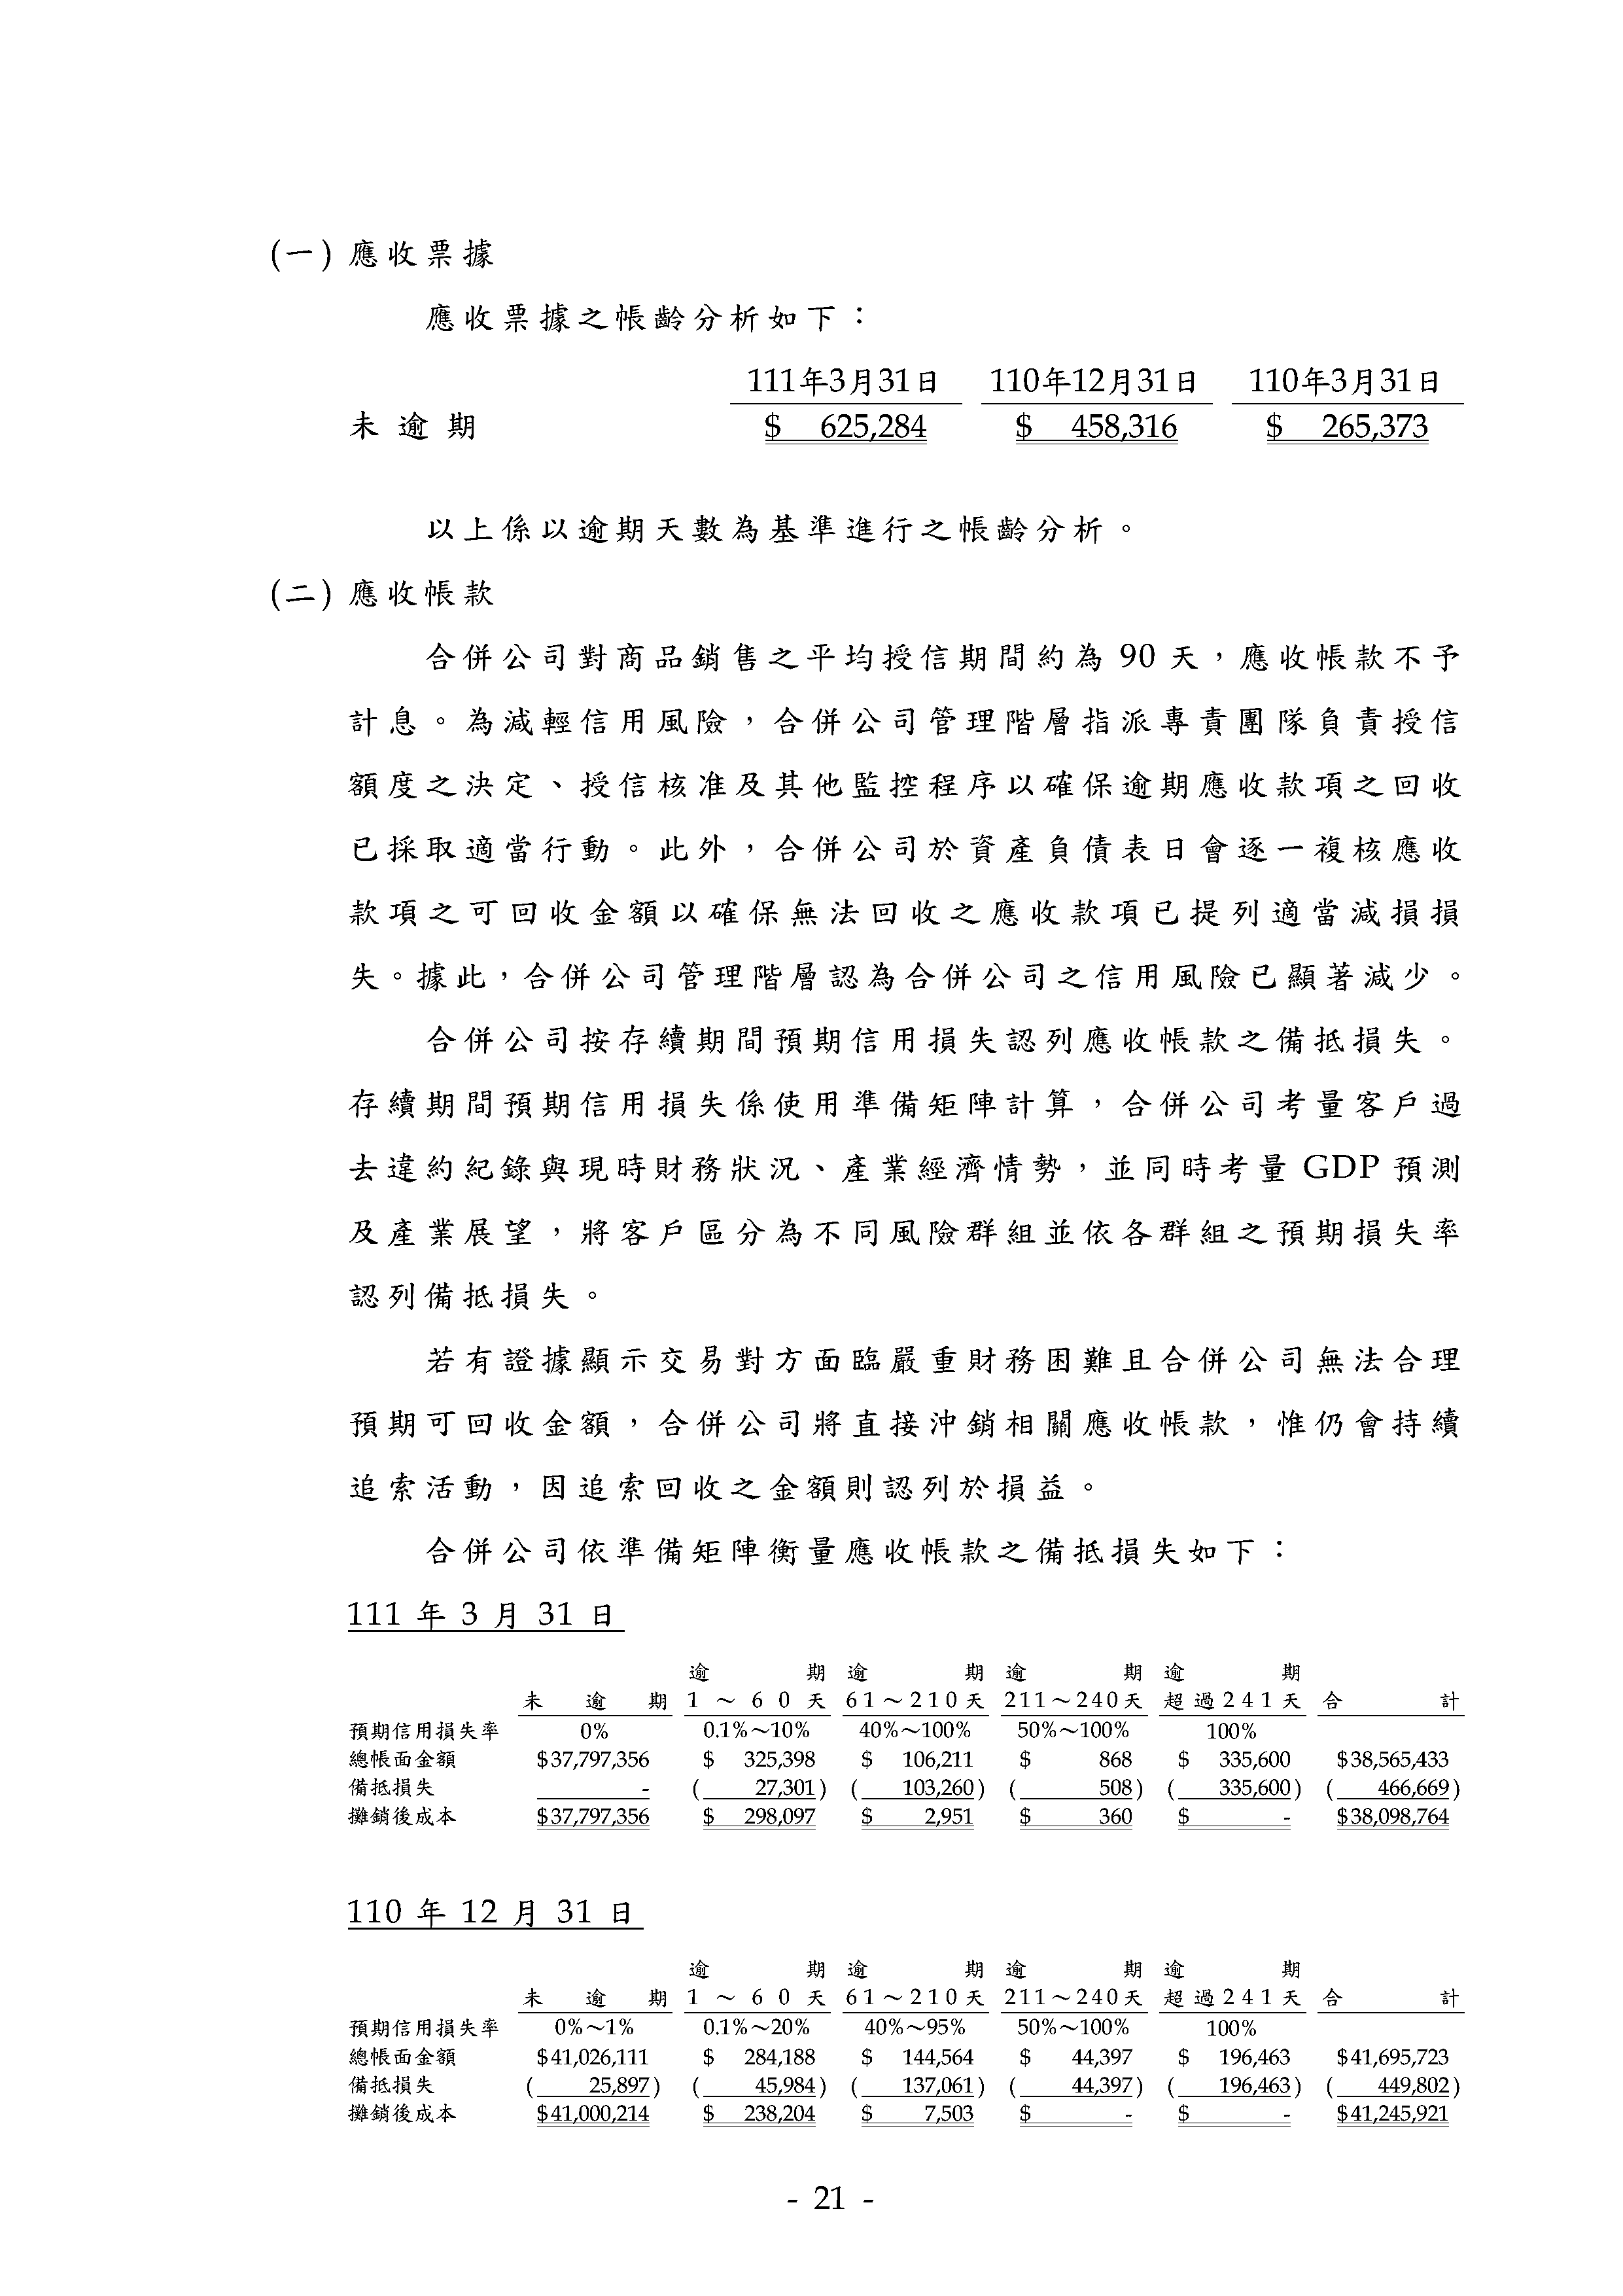 (一) 應收票據
應收票據之帳齡分析如下：
111年3月31日 110年12月31日 110年3月31日
未逾期 $ 625,284 $ 458,316 $ 265,373
以上係以逾期天數為基準進行之帳齡分析。
(二) 應收帳款
合併公司對商品銷售之平均授信期間約為 90 天，應收帳款不予
計息。為減輕信用風險，合併公司管理階層指派專責團隊負責授信
額度之決定、授信核准及其他監控程序以確保逾期應收款項之回收
已採取適當行動。此外，合併公司於資產負債表日會逐一複核應收
款項之可回收金額以確保無法回收之應收款項已提列適當減損損
失。據此，合併公司管理階層認為合併公司之信用風險已顯著減少。
合併公司按存續期間預期信用損失認列應收帳款之備抵損失。
存續期間預期信用損失係使用準備矩陣計算，合併公司考量客戶過
去違約紀錄與現時財務狀況、產業經濟情勢，並同時考量 GDP 預測
及產業展望，將客戶區分為不同風險群組並依各群組之預期損失率
認列備抵損失。
若有證據顯示交易對方面臨嚴重財務困難且合併公司無法合理
預期可回收金額，合併公司將直接沖銷相關應收帳款，惟仍會持續
追索活動，因追索回收之金額則認列於損益。
合併公司依準備矩陣衡量應收帳款之備抵損失如下：
111 年 3 月 31 日
逾期 逾期 逾期 逾期
未逾期 1～60天 61～210天 211～240天 超過241天 合計
預期信用損失率 0% 0.1%～10% 40%～100% 50%～100% 100%
總帳面金額 $37,797,356 $ 325,398 $ 106,211 $ 868 $ 335,600 $38,565,433
備抵損失 - ( 27,301) ( 103,260) ( 508) ( 335,600) ( 466,669)
攤銷後成本 $37,797,356 $ 298,097 $ 2,951 $ 360 $ - $38,098,764
110 年 12 月 31 日
逾期 逾期 逾期 逾期
未逾期 1～60天 61～210天 211～240天 超過241天 合計
預期信用損失率 0%～1% 0.1%～20% 40%～95% 50%～100% 100%
總帳面金額 $41,026,111 $ 284,188 $ 144,564 $ 44,397 $ 196,463 $41,695,723
備抵損失 ( 25,897) ( 45,984) ( 137,061) ( 44,397) ( 196,463) ( 449,802)
攤銷後成本 $41,000,214 $ 238,204 $ 7,503 $ - $ - $41,245,921
- 21 -